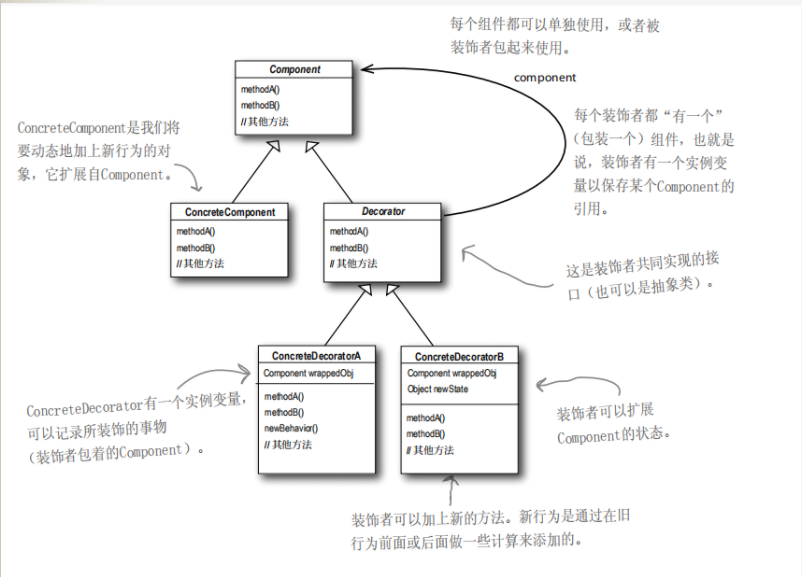 每个组件都可以单独使用，或者被
装饰者包起来使用。
Component
methodA()
methodB()
// 其他方法
component
ConcreteComponent是我们将
要动态地加上新行为的对
象，它扩展自Component。
每个装饰者都“有一个”
（包装一个）组件，也就是
说，装饰者有一个实例变
量以保存某个Component的
引用。
ConcreteComponent
methodA()
methodB()
// 其他方法
Decorator
methodA()
methodB()
// 其他方法
这是装饰者共同实现的接
口（也可以是抽象类）。
ConcreteDecoratorA
Component wrappedObj
methodA()
methodB()
newBehavior()
// 其他方法
ConcreteDecoratorB
Component wrappedObj
Object newState
methodA()
methodB()
// 其他方法
ConcreteDecorator有一个实例变量，
可以记录所装饰的事物
（装饰者包着的Component）。
装饰者可以扩展
Component的状态。
装饰者可以加上新的方法。新行为是通过在旧
行为前面或后面做一些计算来添加的。